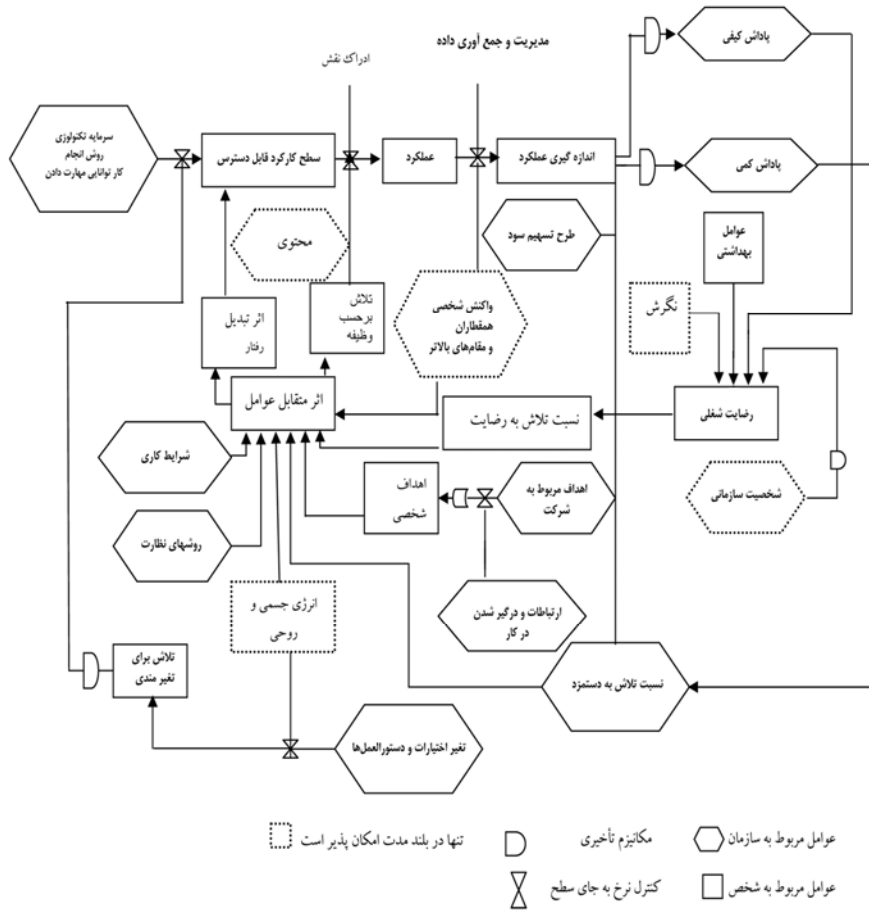 مدیریت و جمع آوری داده
ادراك نقش
پاداش کیفی
سرمایه تکنولوژی
روش انجام
کار توانایی مهارت دادن
سطح کارکرد قابل دسترس
عملکرد
اندازه گیری عملکرد
پاداش کمی
محتوی
طرح تسهیم سود
عوامل
بهداشتی
نگرش
اثر تبدیل
رفتار
تلاش
برحسب
وظیفه
واکنش شخصی
همقطاران
و مقام‌های بالاتر
اثر متقابل عوامل
نسبت تلاش به رضایت
رضایت شغلی
شرایط کاری
اهداف
شخصی
اهداف مربوط به
شرکت
شخصیت سازمانی
روشهای نظارت
انرژی جسمی و
روحی
ارتباطات و درگیر شدن
در کار
تلاش برای
تغیر مندی
نسبت تلاش به دستمزد
تغیر اختیارات و دستورالعمل‌ها
عوامل مربوط به سازمان
مکانیزم تأخیری
تنها در بلند مدت امکان پذیر است
عوامل مربوط به شخص
کنترل نرخ به جای سطح